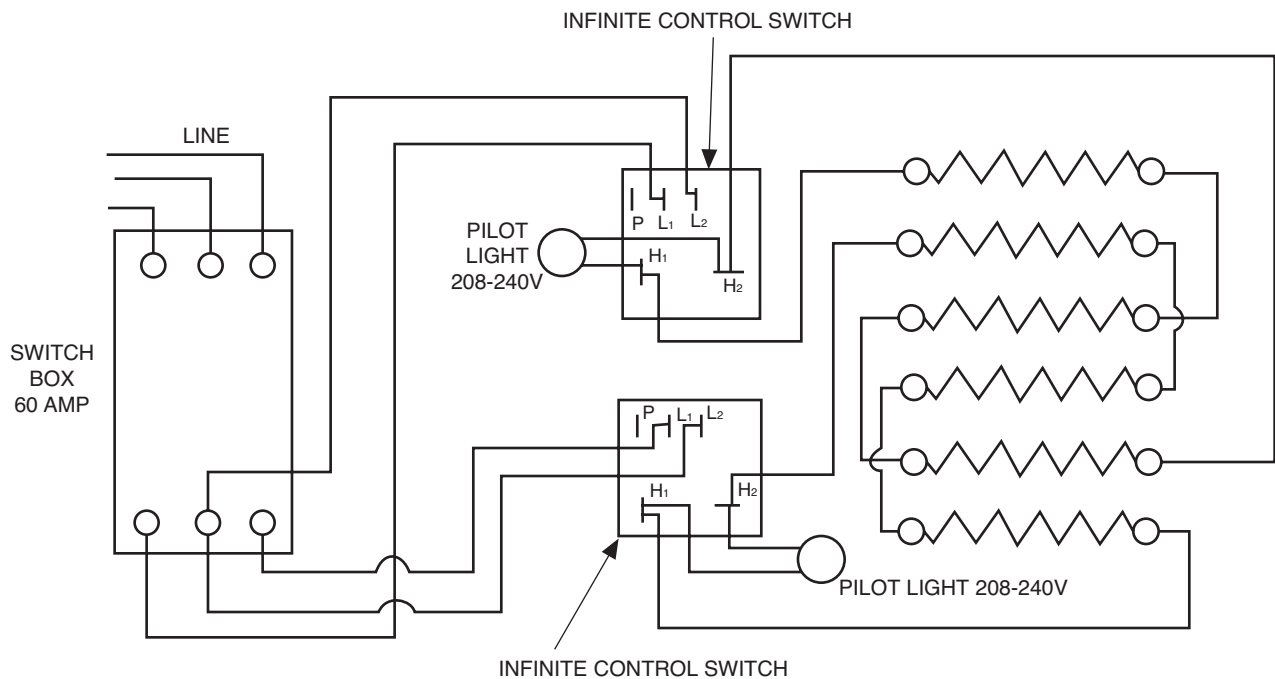 INFINITE CONTROL SWITCH
LINE
P L1 L2
PILOT
LIGHT
208-240V
H1
H2
SWITCH
BOX
60 AMP
P L1 L2
H1 H2
PILOT LIGHT 208-240V
INFINITE CONTROL SWITCH